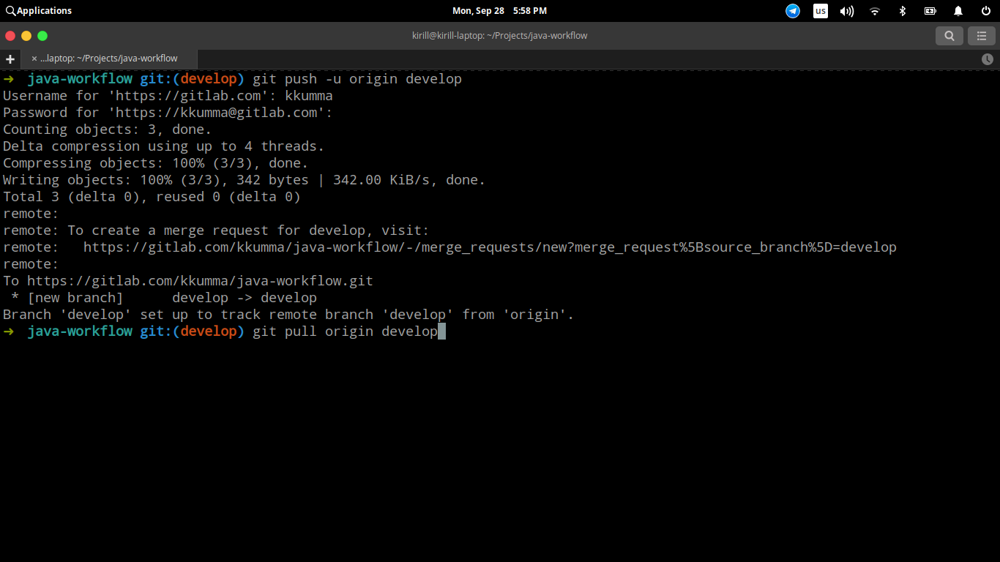 Applications
Mon, Sep 28 5:58 PM
us
kirill@kirill-laptop: ~/Projects/java-workflow
+ × ...laptop: ~/Projects/java-workflow
➜  java-workflow git:(develop) git push -u origin develop
Username for 'https://gitlab.com': kkumma
Password for 'https://kkumma@gitlab.com':
Counting objects: 3, done.
Delta compression using up to 4 threads.
Compressing objects: 100% (3/3), done.
Writing objects: 100% (3/3), 342 bytes | 342.00 KiB/s, done.
Total 3 (delta 0), reused 0 (delta 0)
remote:
remote: To create a merge request for develop, visit:
remote:   https://gitlab.com/kkumma/java-workflow/-/merge_requests/new?merge_request%5Bsource_branch%5D=develop
remote:
To https://gitlab.com/kkumma/java-workflow.git
 * [new branch]      develop -> develop
Branch 'develop' set up to track remote branch 'develop' from 'origin'.
➜  java-workflow git:(develop) git pull origin develop